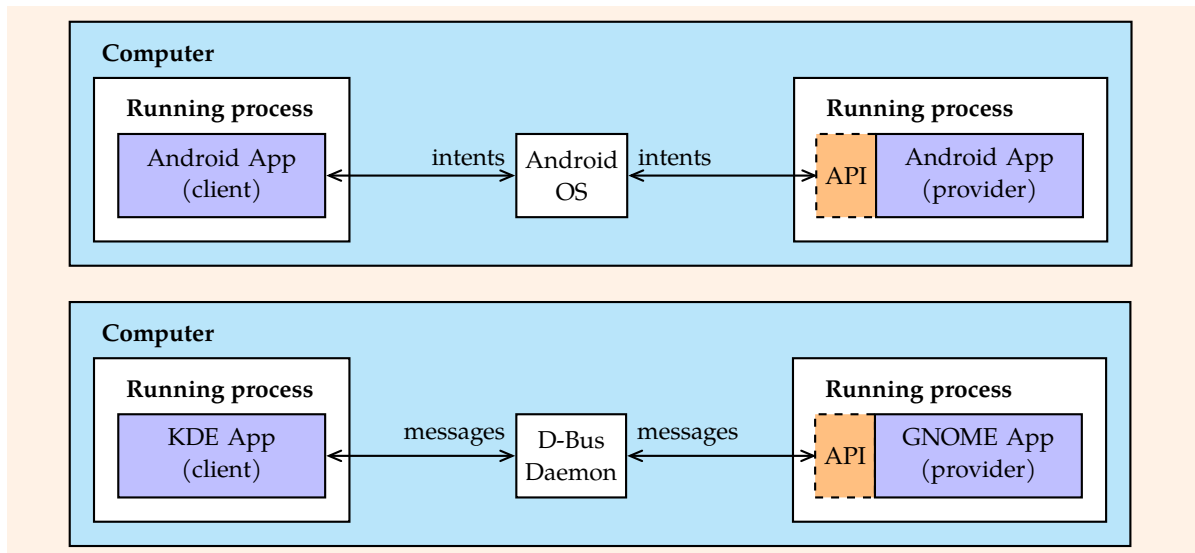 Computer
Running process
Running process
Android App
(client)
intents
Android
OS
intents
API
Android App
(provider)
Computer
Running process
Running process
KDE App
(client)
messages
D-Bus
Daemon
messages
API
GNOME App
(provider)